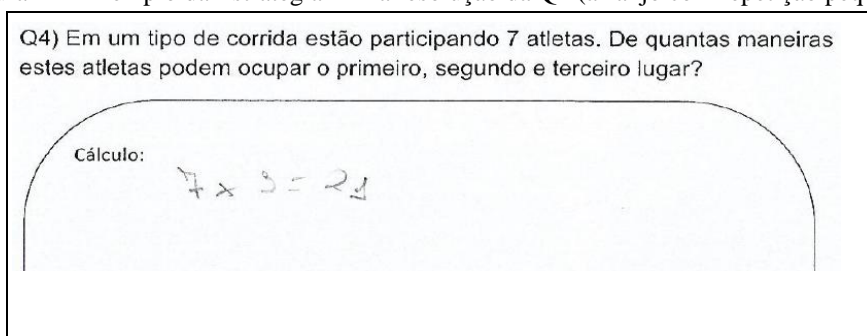 Q4) Em um tipo de corrida estão participando 7 atletas. De quantas maneiras
estes atletas podem ocupar o primeiro, segundo e terceiro lugar?
Cálculo:
7 x 3 = 21